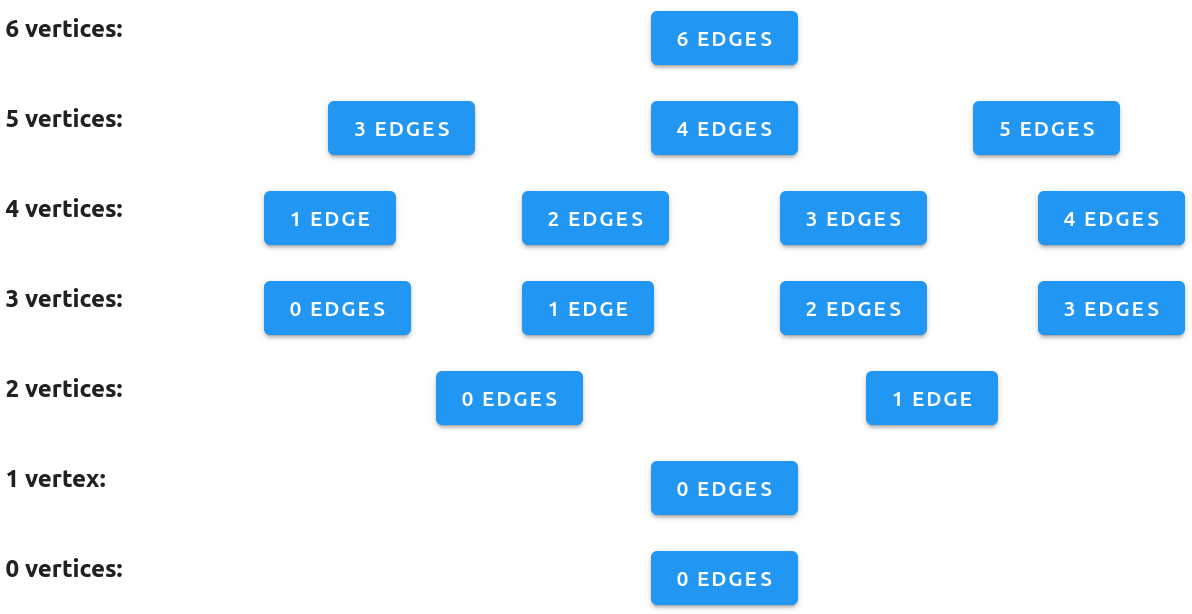 6 vertices: 6 EDGES
5 vertices: 3 EDGES 4 EDGES 5 EDGES
4 vertices: 1 EDGE 2 EDGES 3 EDGES 4 EDGES
3 vertices: 0 EDGES 1 EDGE 2 EDGES 3 EDGES
2 vertices: 0 EDGES 1 EDGE
1 vertex: 0 EDGES
0 vertices: 0 EDGES